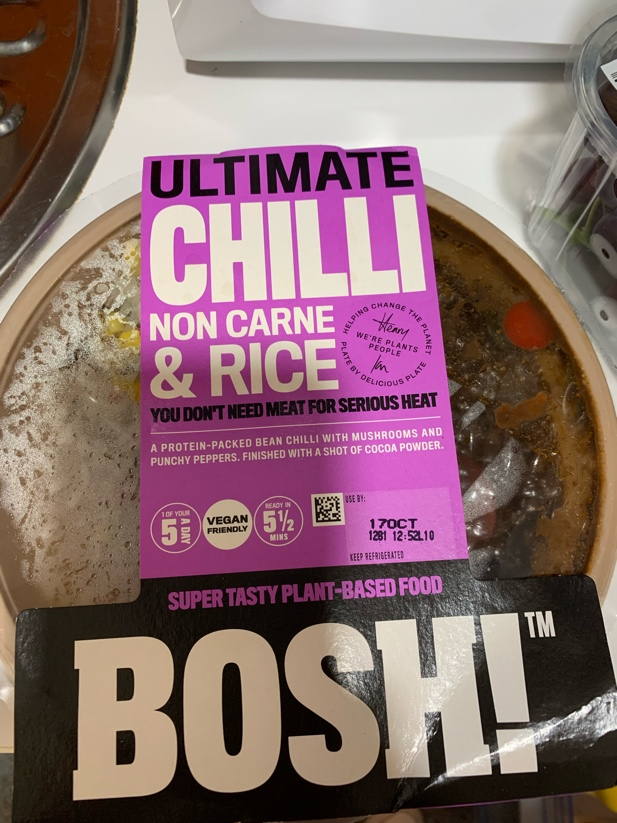 ULTIMATE
CHILLI
NON CARNE
& RICE
HELPING CHANGE THE PLANET
Henry
WE'RE PLANTS
PEOPLE
Ian
PLATE BY DELICIOUS PLATE
YOU DON'T NEED MEAT FOR SERIOUS HEAT
A PROTEIN-PACKED BEAN CHILLI WITH MUSHROOMS AND
PUNCHY PEPPERS. FINISHED WITH A SHOT OF COCOA POWDER.
1 OF YOUR
5 A DAY
VEGAN
FRIENDLY
READY IN
5½
MINS
USE BY:
17OCT
1281 12:52L10
KEEP REFRIGERATED
SUPER TASTY PLANT-BASED FOOD
BOSH!™